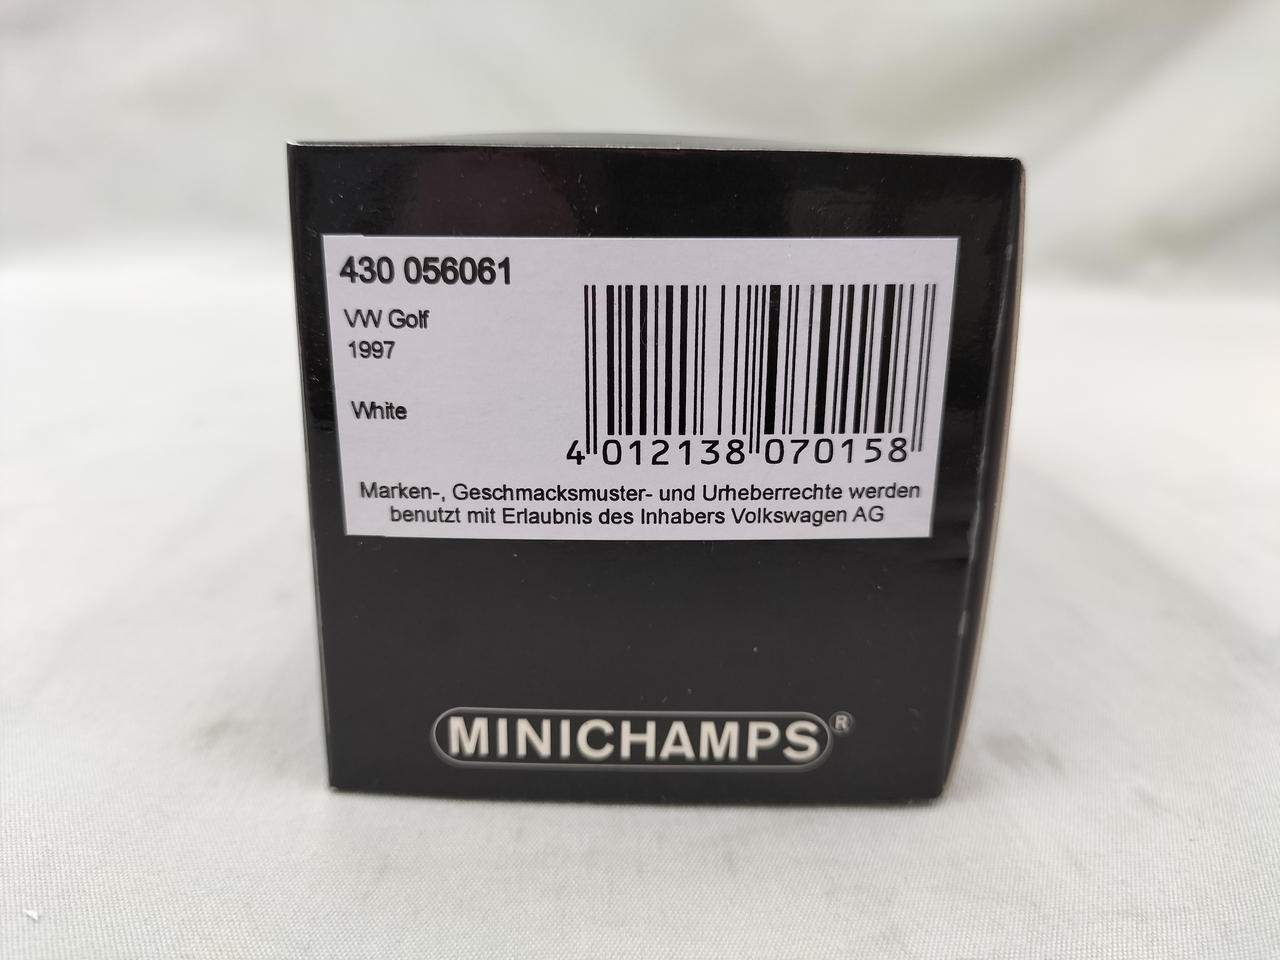 430 056061
VW Golf
1997
White
4 012138 070158
Marken-, Geschmacksmuster- und Urheberrechte werden
benutzt mit Erlaubnis des Inhabers Volkswagen AG
MINICHAMPS®